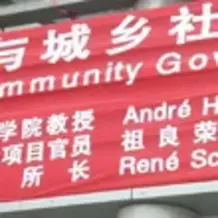 与城乡社
mmunity Gov
学院教授 André H
项目官员 祖良荣
所 长 René Sc